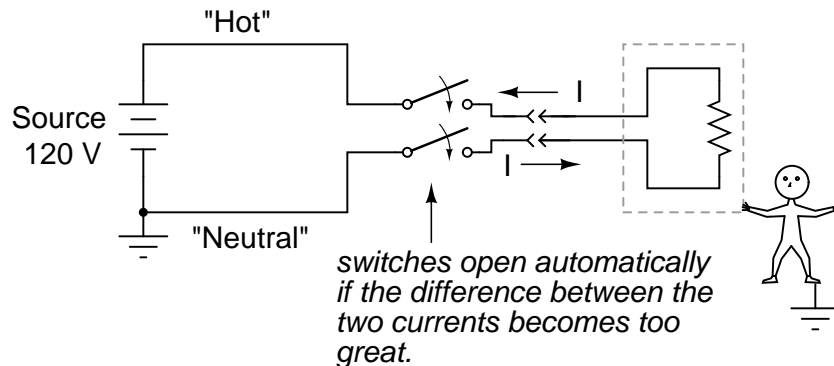 "Hot"
Source
120 V
I
I
"Neutral"
switches open automatically
if the difference between the
two currents becomes too
great.